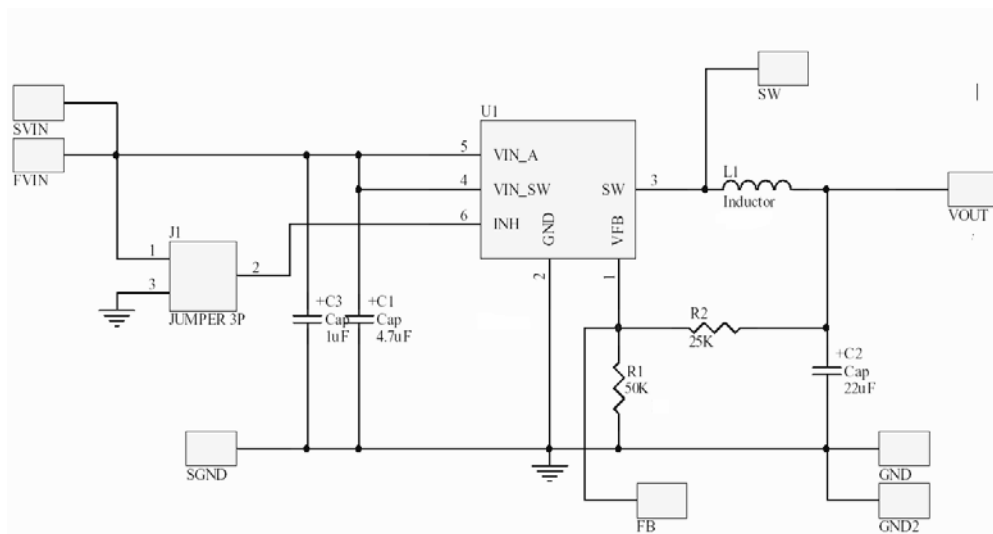 SW
SVIN
FVIN
U1
5
VIN_A
4
VIN_SW
SW
3
6
INH
GND
VFB
2
1
L1
Inductor
VOUT
J1
1
2
3
JUMPER 3P
+C3
Cap
1uF
+C1
Cap
4.7uF
R2
25K
R1
50K
+C2
Cap
22uF
SGND
GND
FB
GND2